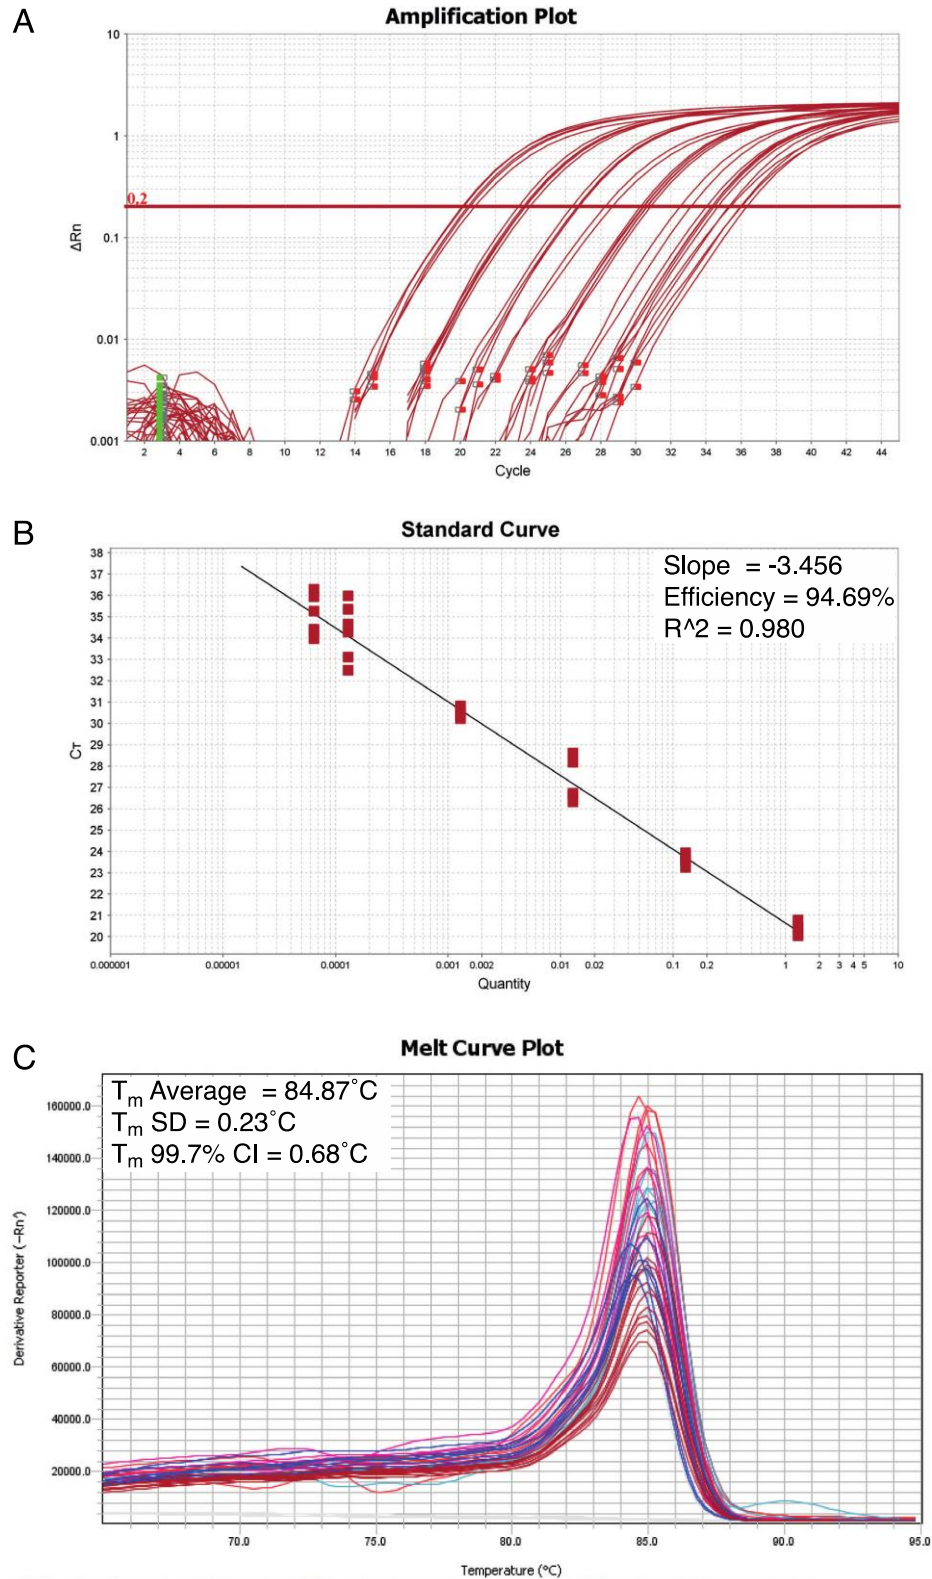 A
Amplification Plot
10
1
0.2
0.1
0.01
0.001
ΔRn
2 4 6 8 10 12 14 16 18 20 22 24 26 28 30 32 34 36 38 40 42 44
Cycle
B
Standard Curve
Slope = -3.456
Efficiency = 94.69%
R^2 = 0.980
38
37
36
35
34
33
32
31
30
29
28
27
26
25
24
23
22
21
20
Cт
0.000001 0.00001 0.0001 0.001 0.002 0.01 0.02 0.1 0.2 1 2 3 4 5 10
Quantity
C
Melt Curve Plot
Tm Average = 84.87˚C
Tm SD = 0.23˚C
Tm 99.7% CI = 0.68˚C
160000.0
140000.0
120000.0
100000.0
80000.0
60000.0
40000.0
20000.0
Derivative Reporter (-Rn')
70.0 75.0 80.0 85.0 90.0 95.0
Temperature (°C)